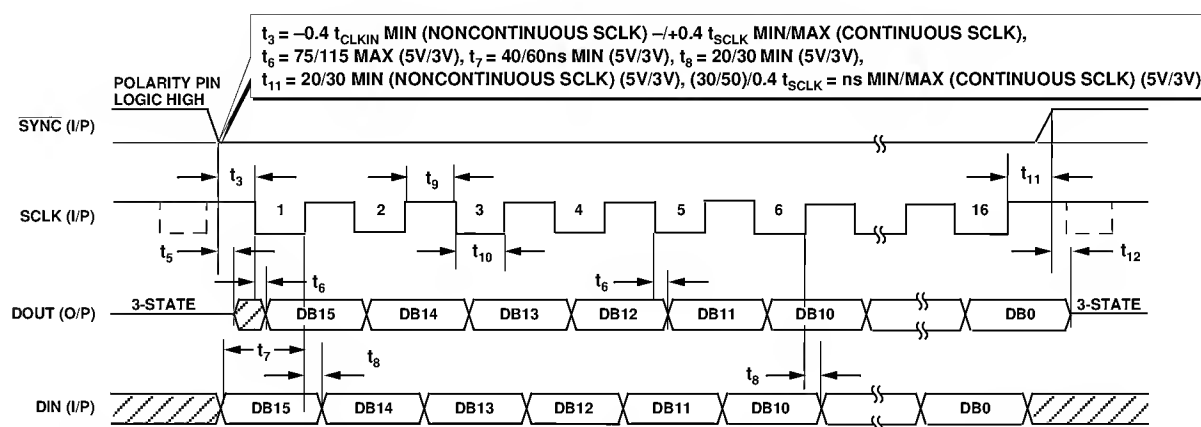 t3 = –0.4 tCLKIN MIN (NONCONTINUOUS SCLK) –/+0.4 tSCLK MIN/MAX (CONTINUOUS SCLK),
t6 = 75/115 MAX (5V/3V), t7 = 40/60ns MIN (5V/3V), t8 = 20/30 MIN (5V/3V),
t11 = 20/30 MIN (NONCONTINUOUS SCLK) (5V/3V), (30/50)/0.4 tSCLK = ns MIN/MAX (CONTINUOUS SCLK) (5V/3V)
POLARITY PIN
LOGIC HIGH
SYNC (I/P)
t3
t9
t11
SCLK (I/P)
1
2
3
4
5
6
16
t5
t10
t12
t6
t6
3-STATE
3-STATE
DOUT (O/P)
DB15
DB14
DB13
DB12
DB11
DB10
DB0
t7
t8
t8
DIN (I/P)
DB15
DB14
DB13
DB12
DB11
DB10
DB0